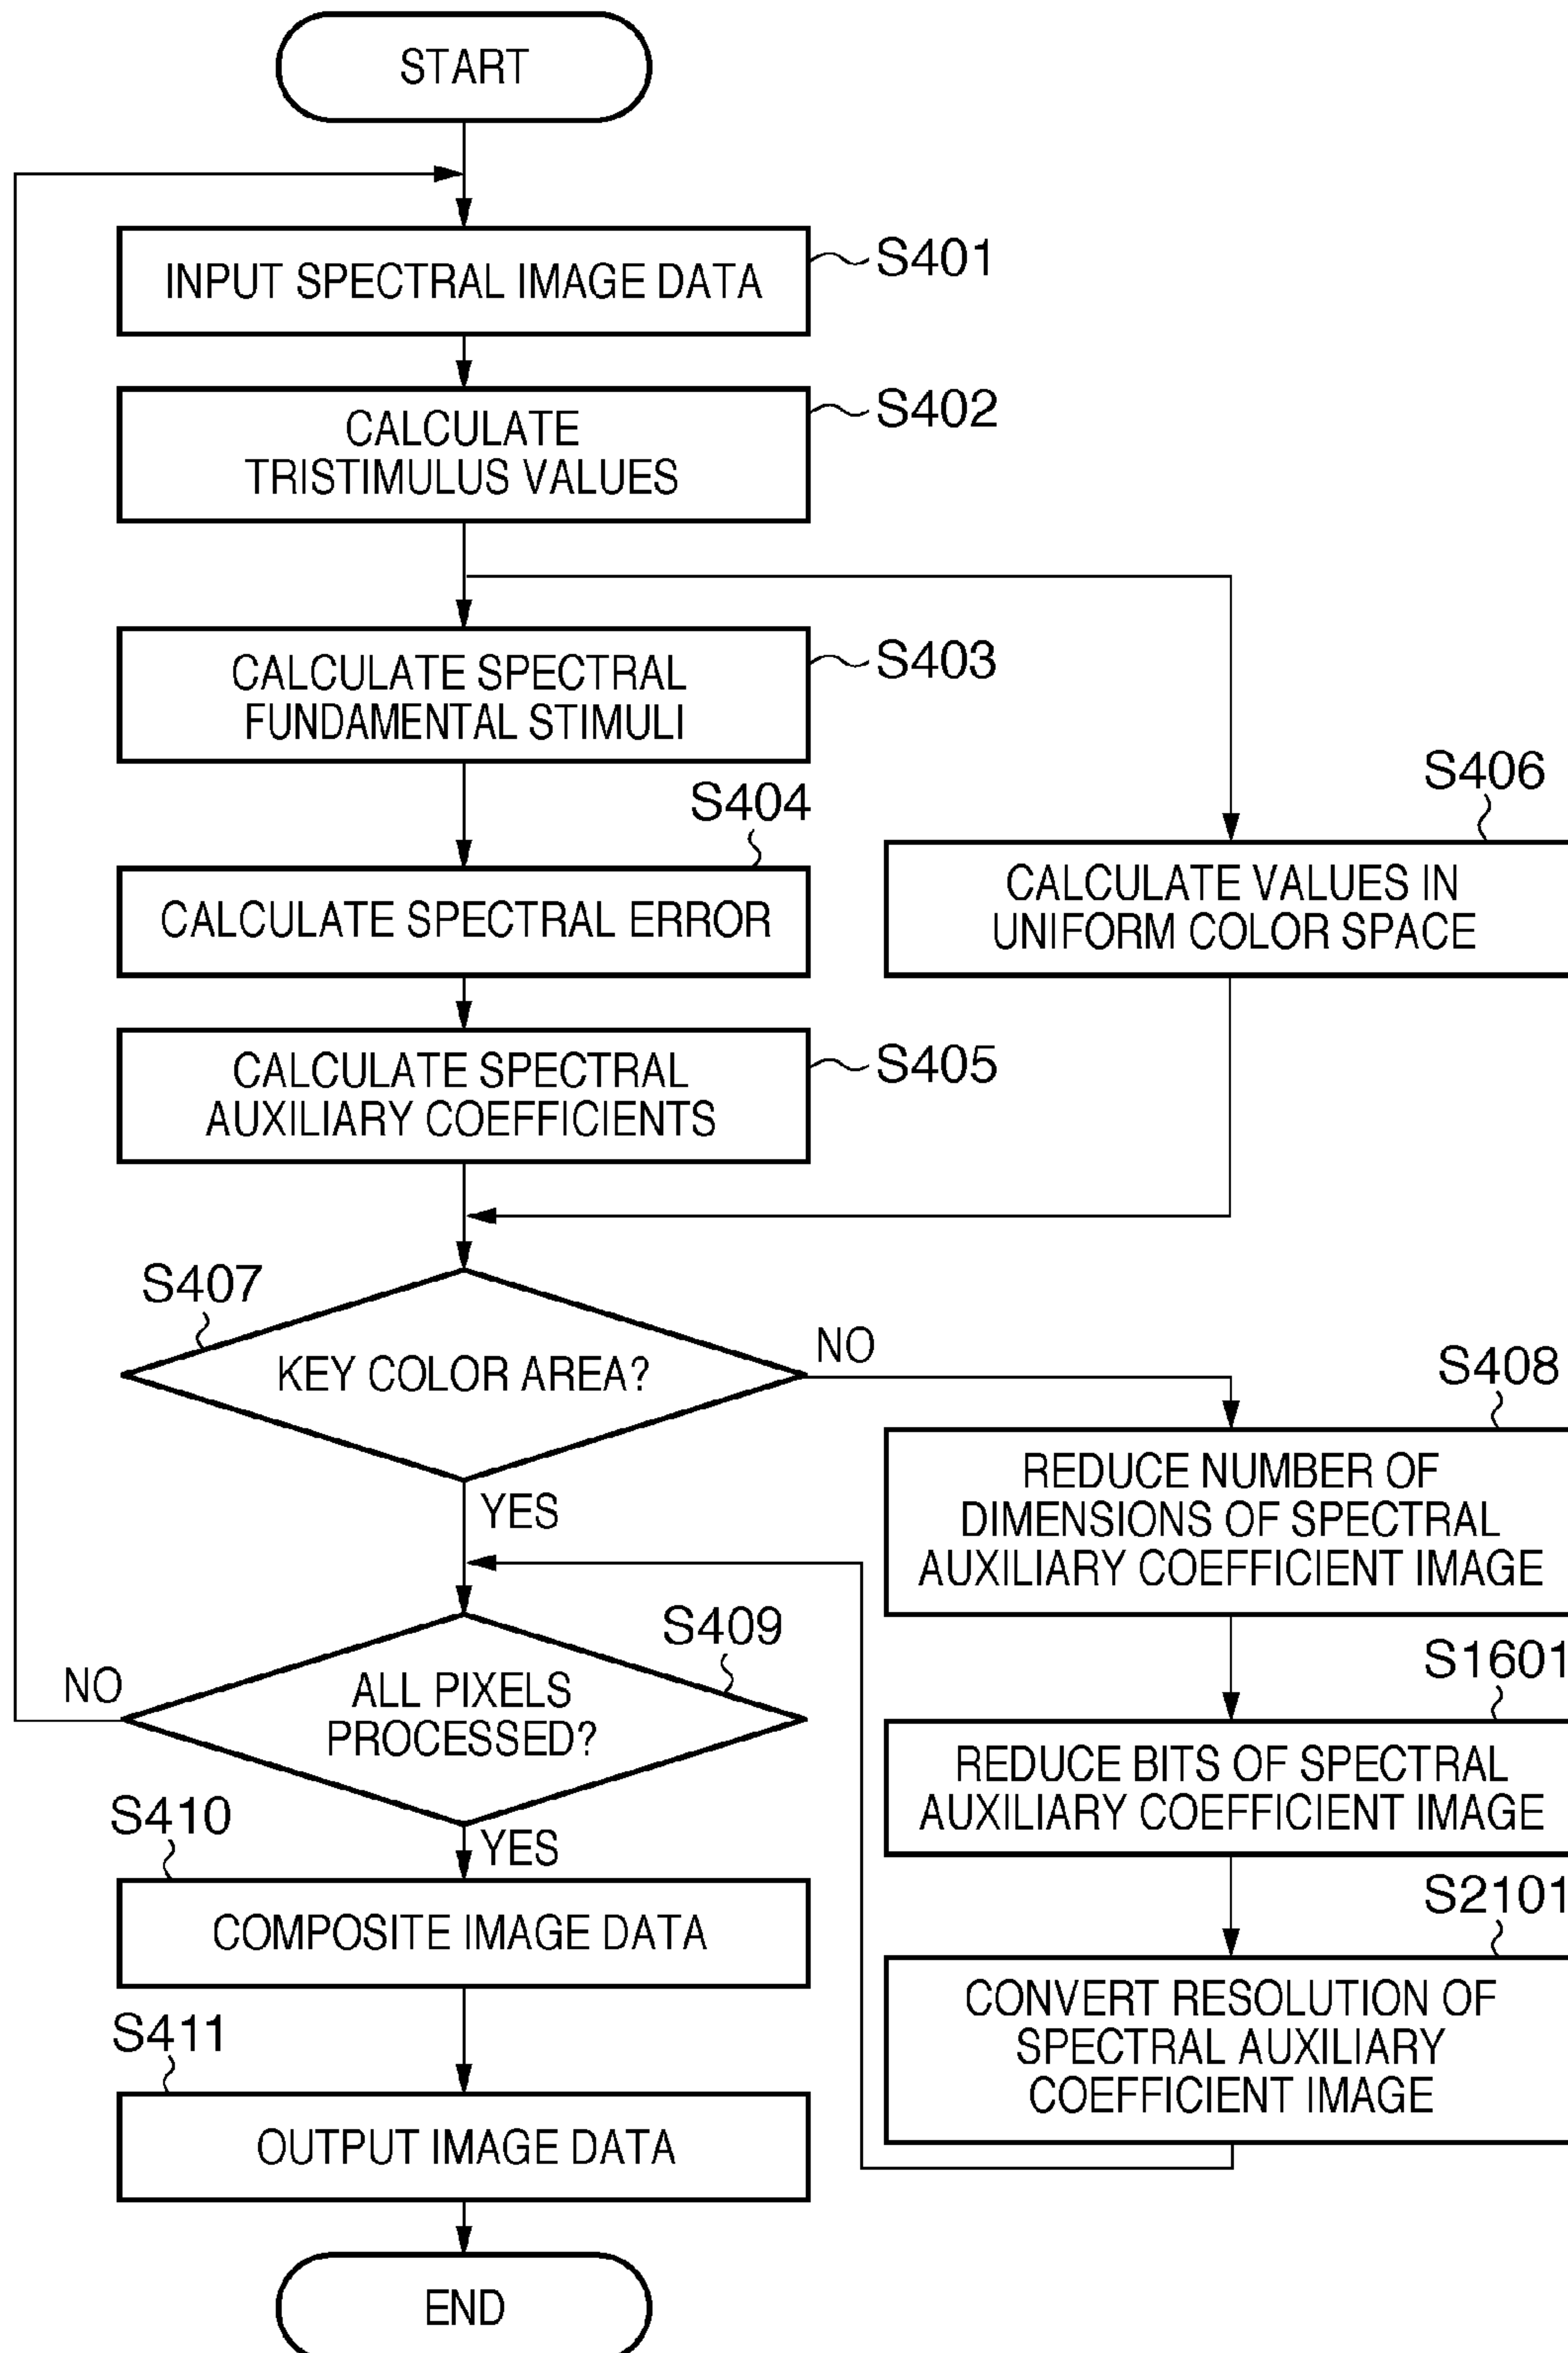 START
INPUT SPECTRAL IMAGE DATA
S401
CALCULATE
TRISTIMULUS VALUES
S402
CALCULATE SPECTRAL
FUNDAMENTAL STIMULI
S403
S404
CALCULATE SPECTRAL ERROR
S406
CALCULATE VALUES IN
UNIFORM COLOR SPACE
CALCULATE SPECTRAL
AUXILIARY COEFFICIENTS
S405
S407
KEY COLOR AREA?
NO
YES
S408
REDUCE NUMBER OF
DIMENSIONS OF SPECTRAL
AUXILIARY COEFFICIENT IMAGE
S409
ALL PIXELS
PROCESSED?
NO
YES
S1601
REDUCE BITS OF SPECTRAL
AUXILIARY COEFFICIENT IMAGE
S410
COMPOSITE IMAGE DATA
S2101
CONVERT RESOLUTION OF
SPECTRAL AUXILIARY
COEFFICIENT IMAGE
S411
OUTPUT IMAGE DATA
END